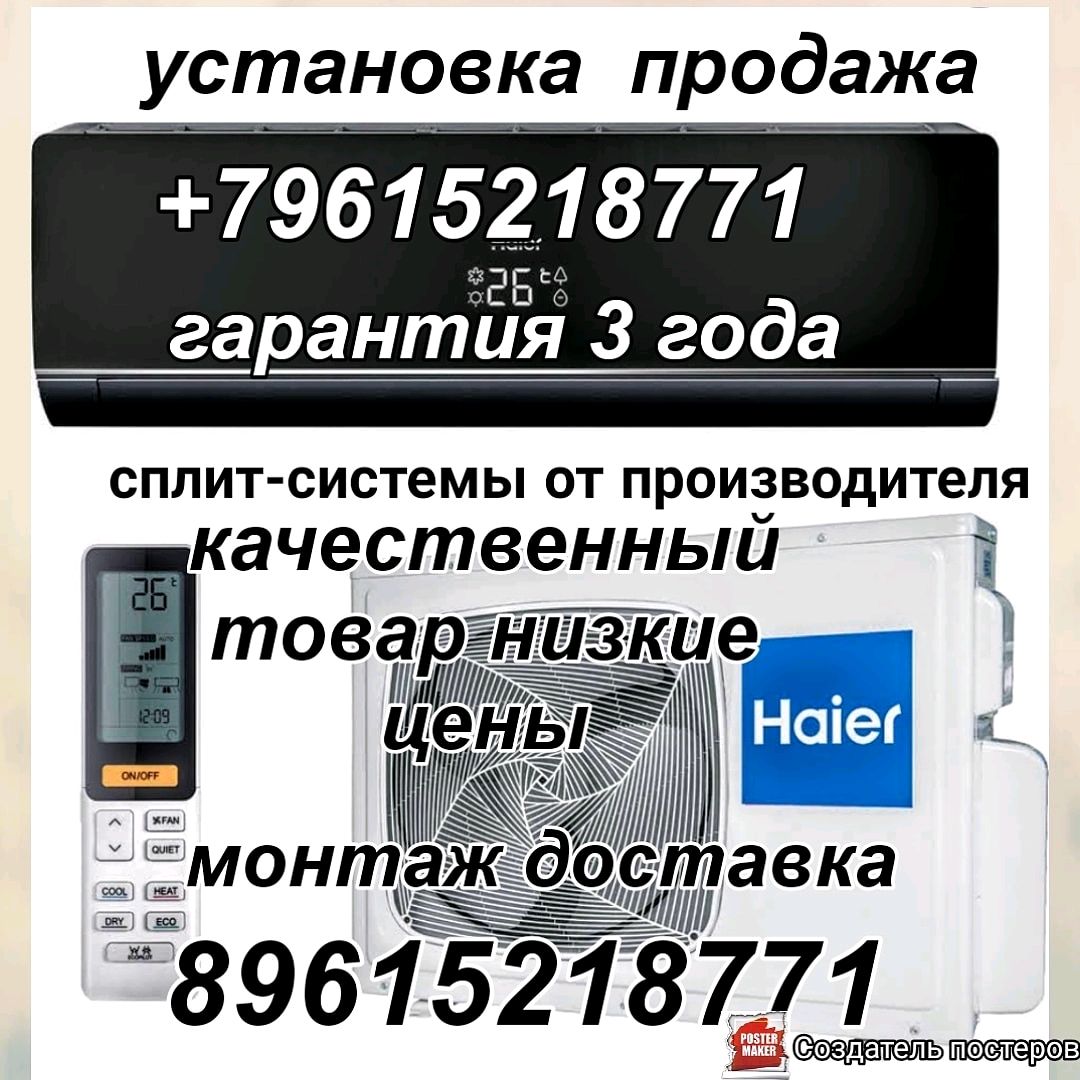 установка продажа
+79615218771
Haier
26 °C
гарантия 3 года
сплит-системы от производителя
качественный
26 °C
товар низкие
AUTO
цены
Haier
12:09
ON/OFF
FAN
QUIET
монтаж доставка
COOL HEAT
DRY ECO
89615218771
POSTER
MAKER
Создатель постеров